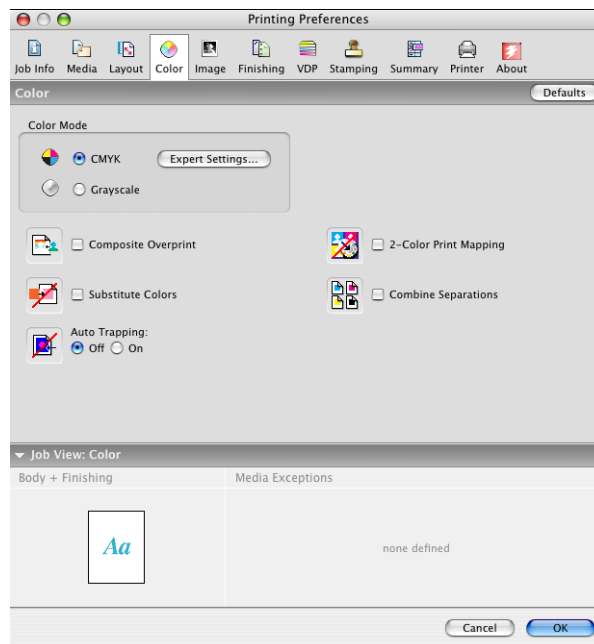 Printing Preferences
Job Info Media Layout Color Image Finishing VDP Stamping Summary Printer About
Color Defaults
Color Mode
CMYK Expert Settings...
Grayscale
Composite Overprint 2-Color Print Mapping
Substitute Colors Combine Separations
Auto Trapping:
Off On
Job View: Color
Body + Finishing Media Exceptions
Aa none defined
Cancel OK